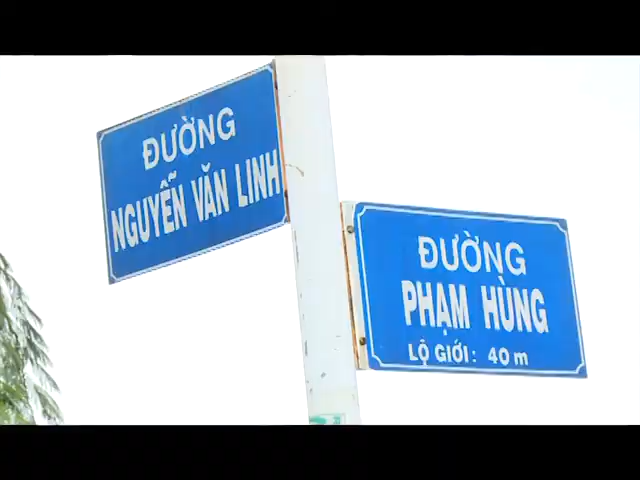 ĐƯỜNG
NGUYỄN VĂN LINH
ĐƯỜNG
PHẠM HÙNG
LỘ GIỚI: 40 m